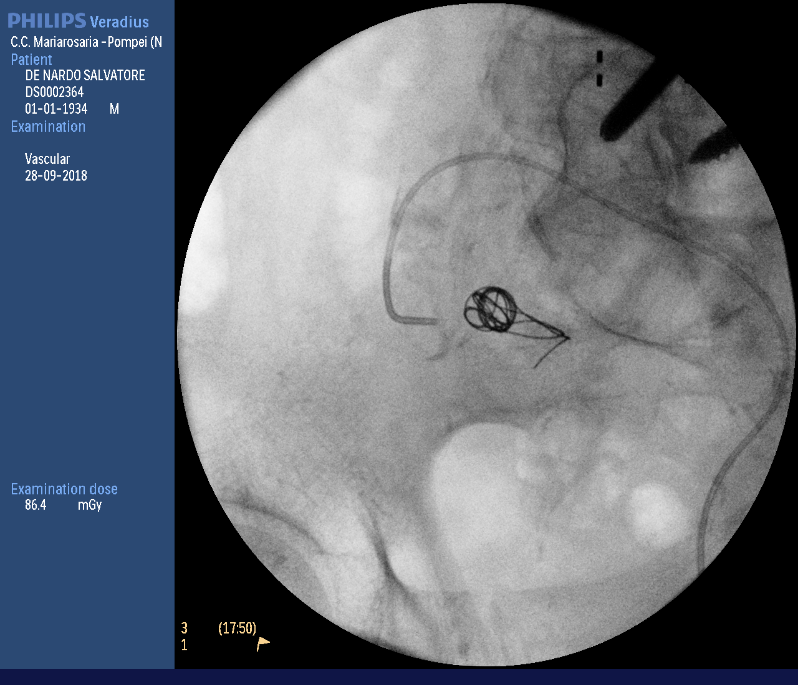 PHILIPS Veradius
C.C. Mariarosaria -Pompei (N
Patient
DE NARDO SALVATORE
DS0002364
01-01-1934 M
Examination
Vascular
28-09-2018
Examination dose
86.4 mGy
3 (17:50)
1